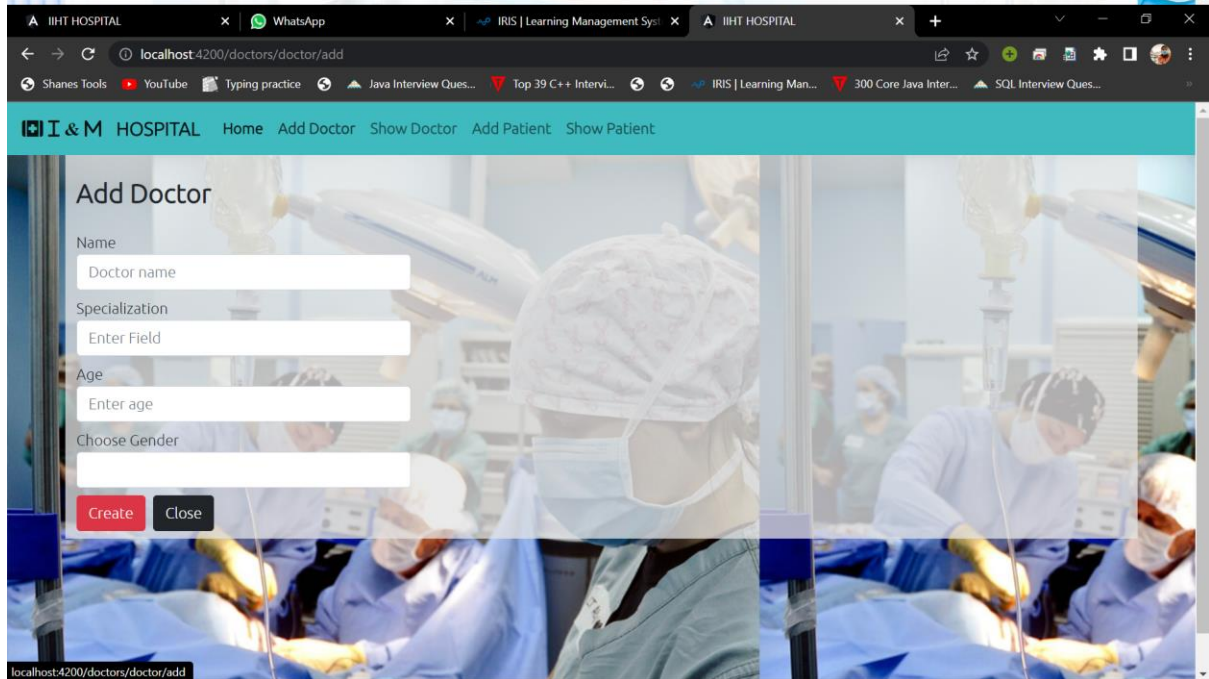 IIHT HOSPITAL
WhatsApp
IRIS | Learning Management Syst
IIHT HOSPITAL
localhost:4200/doctors/doctor/add
Shanes Tools YouTube Typing practice Java Interview Ques... Top 39 C++ Intervi... IRIS | Learning Man... 300 Core Java Inter... SQL Interview Ques...
I & M HOSPITAL Home Add Doctor Show Doctor Add Patient Show Patient
Add Doctor
Name
Doctor name
Specialization
Enter Field
Age
Enter age
Choose Gender
Create Close
localhost:4200/doctors/doctor/add